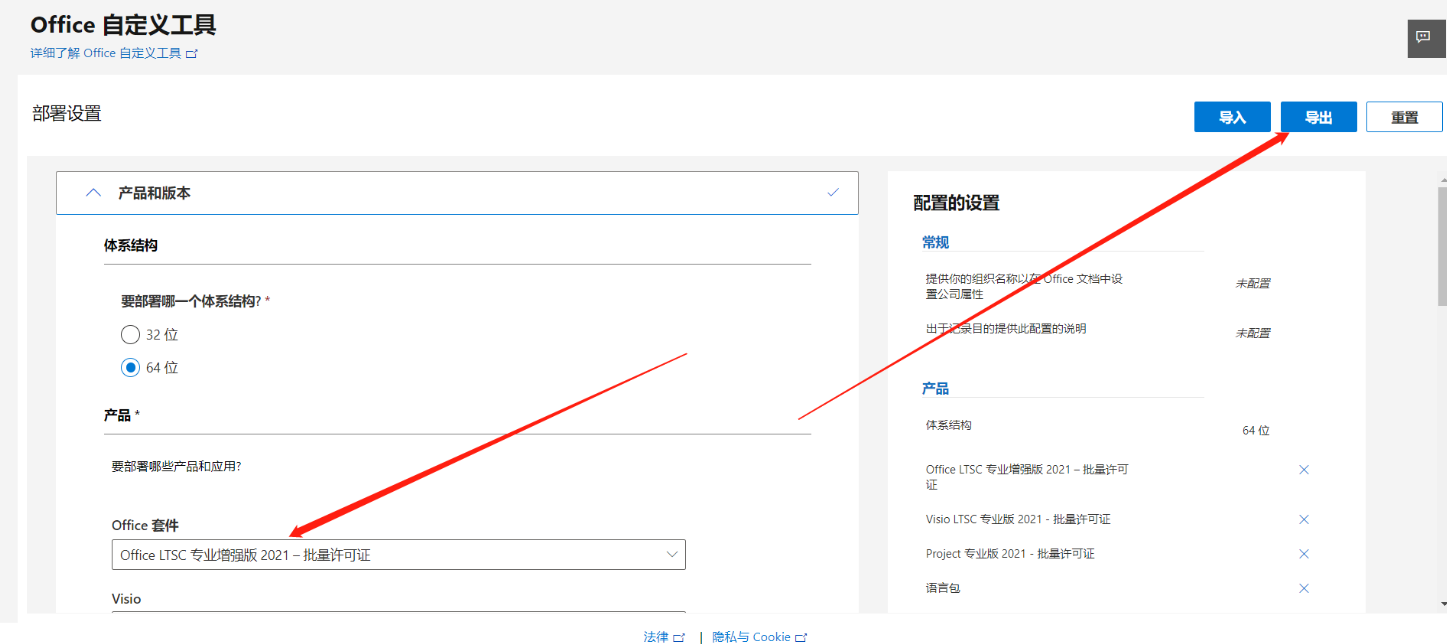 Office 自定义工具
详细了解 Office 自定义工具
部署设置
导入
导出
重置
产品和版本
体系结构
要部署哪一个体系结构? *
32 位
64 位
产品 *
要部署哪些产品和应用?
Office 套件
Office LTSC 专业增强版 2021 – 批量许可证
Visio
配置的设置
常规
提供你的组织名称以在 Office 文档中设
置公司属性
未配置
出于记录目的提供此配置的说明
未配置
产品
体系结构
64 位
Office LTSC 专业增强版 2021 – 批量许可
证
Visio LTSC 专业版 2021 - 批量许可证
Project 专业版 2021 - 批量许可证
语言包
法律 | 隐私与 Cookie